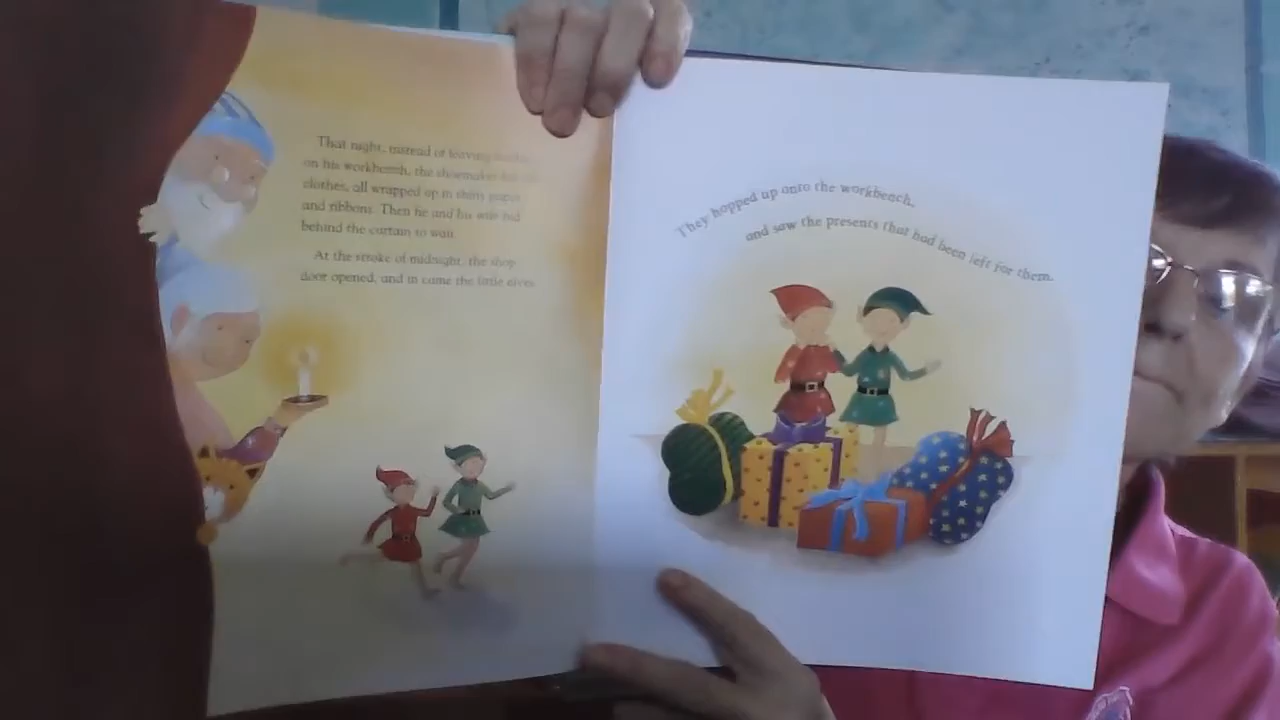 That night, instead of leaving
on his workbench, the shoemaker
clothes, all wrapped up in shiny paper
and ribbons. Then he and his wife hid
behind the curtain to wait.
At the stroke of midnight, the shop
door opened, and in came the little elves.
They hopped up onto the workbench,
and saw the presents that had been left for them.